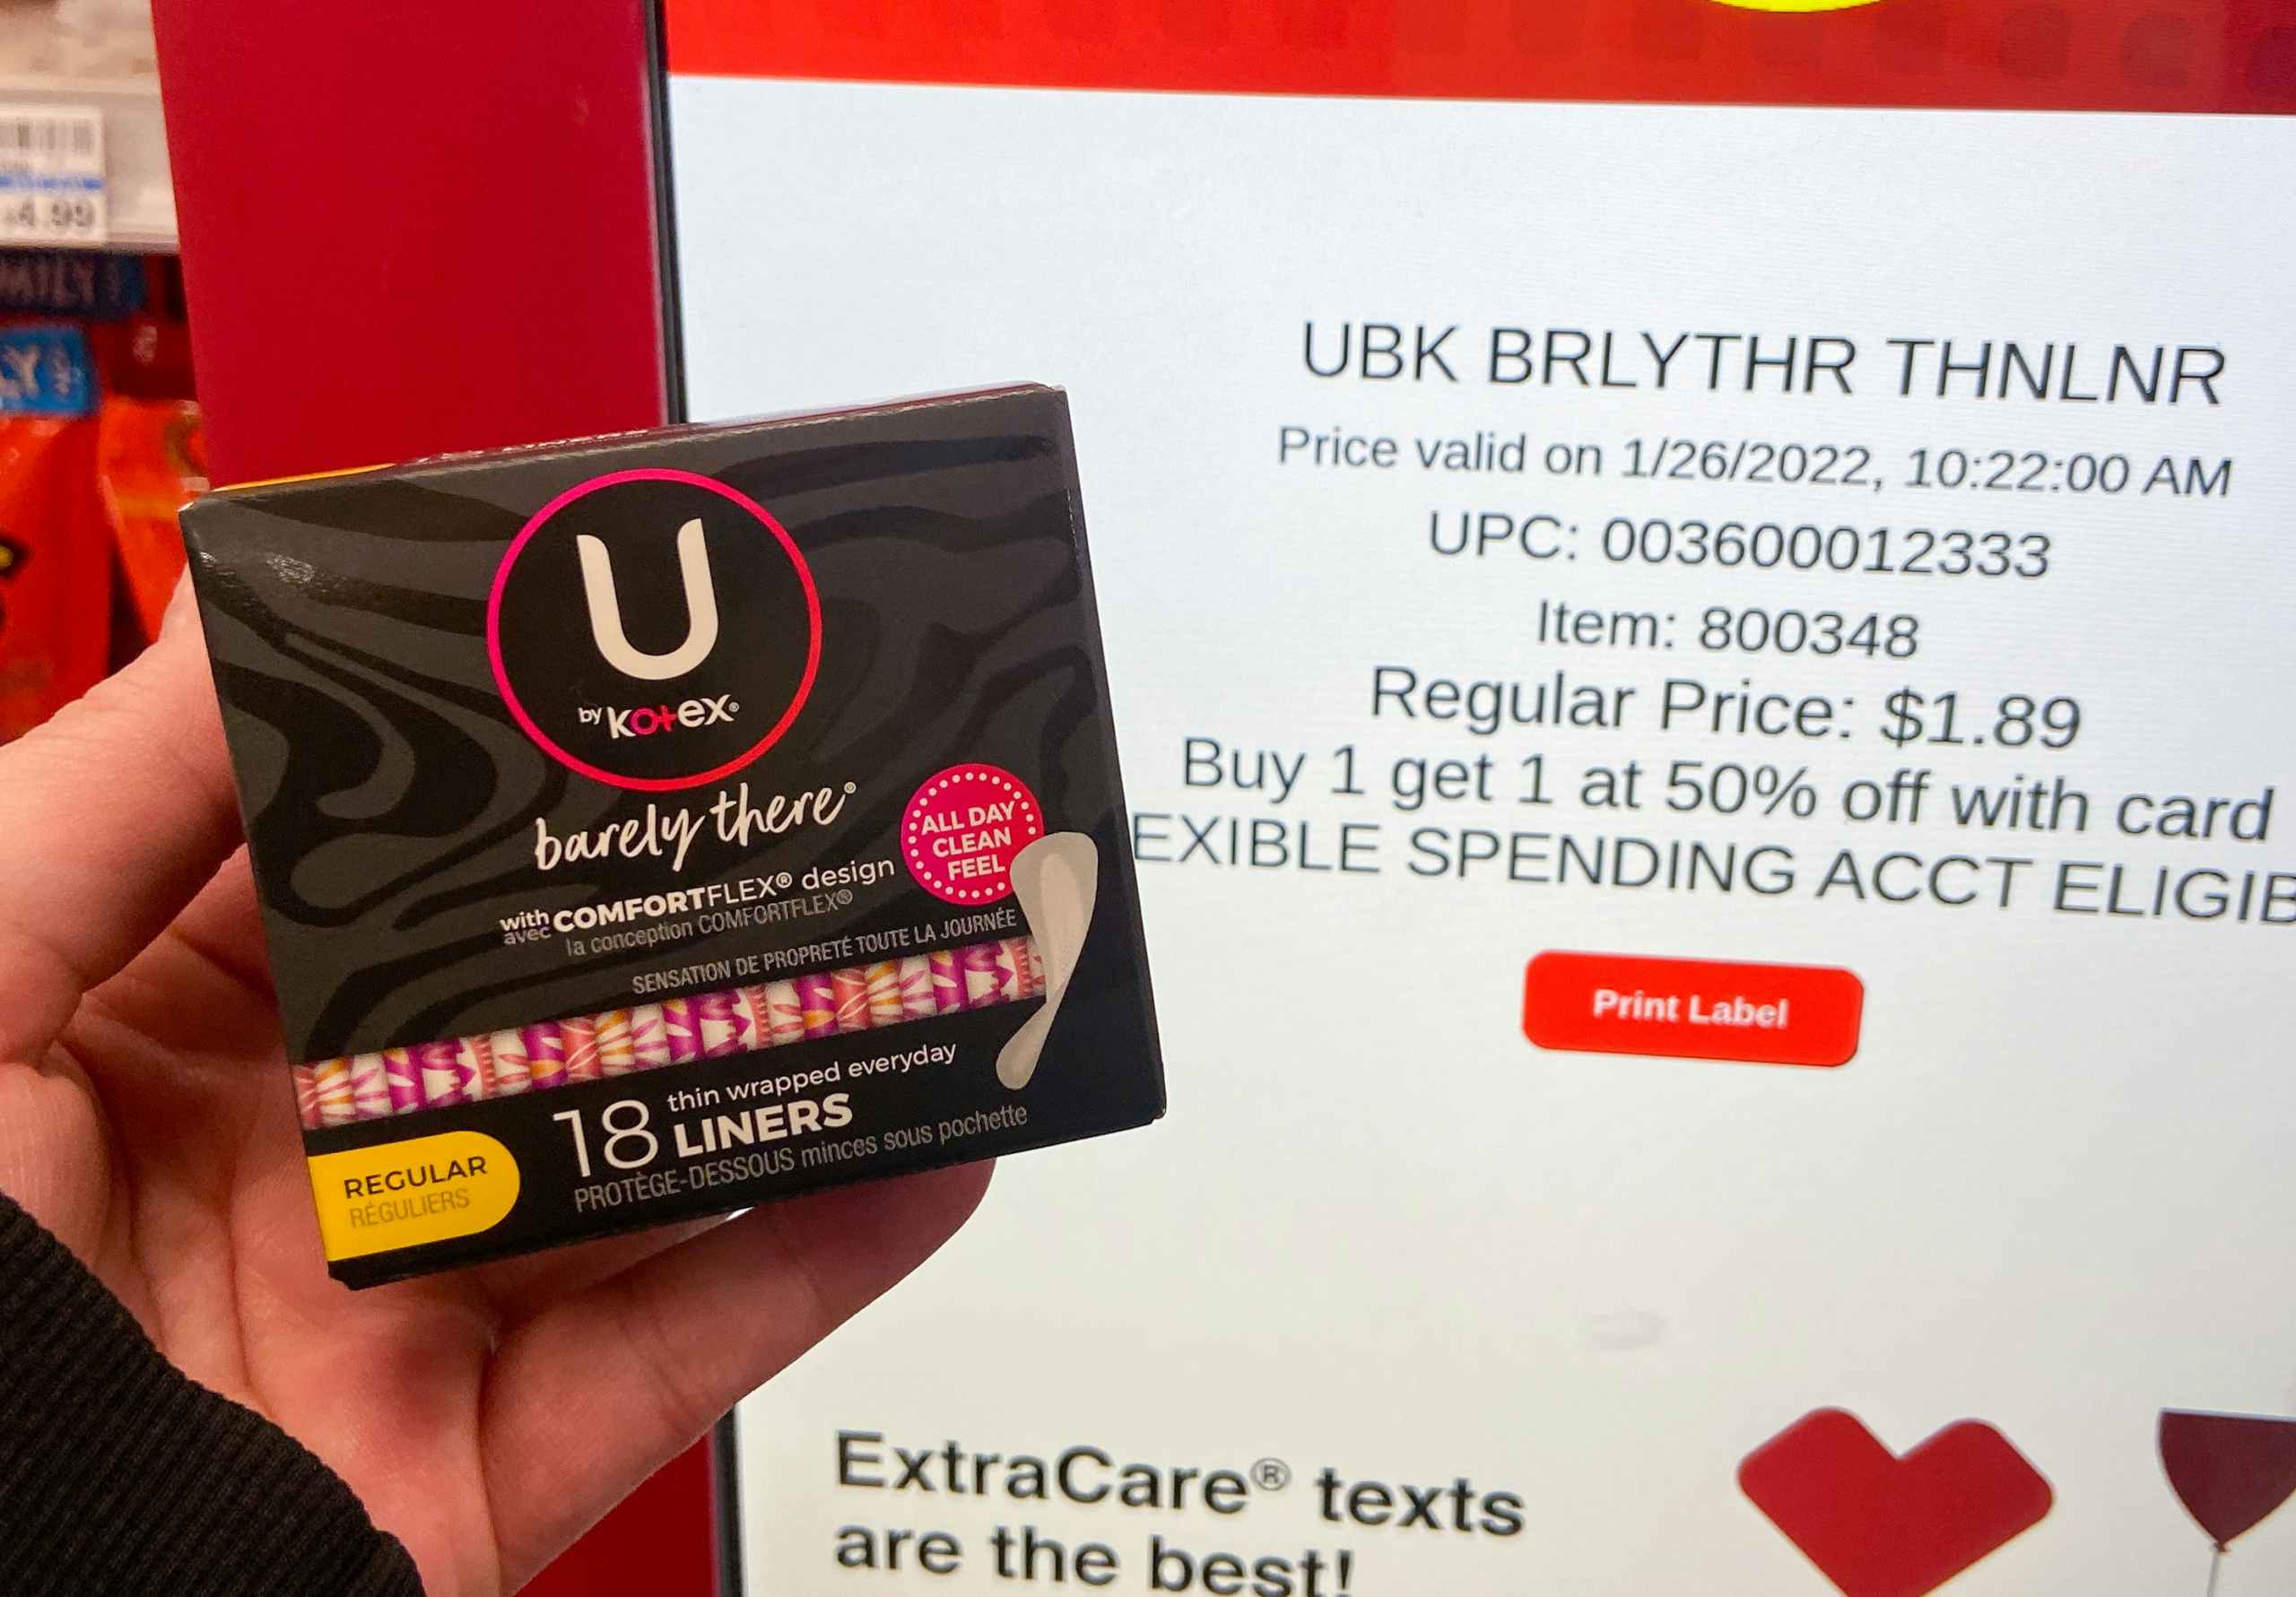 4.99
U
by kotex®
barely there®
ALL DAY
CLEAN
FEEL
with COMFORTFLEX® design
avec la conception COMFORTFLEX®
SENSATION DE PROPRETÉ TOUTE LA JOURNÉE
18 thin wrapped everyday
LINERS
PROTÈGE-DESSOUS minces sous pochette
REGULAR
RÉGULIERS
UBK BRLYTHR THNLNR
Price valid on 1/26/2022, 10:22:00 AM
UPC: 003600012333
Item: 800348
Regular Price: $1.89
Buy 1 get 1 at 50% off with card
EXIBLE SPENDING ACCT ELIGIB
Print Label
ExtraCare® texts
are the best!